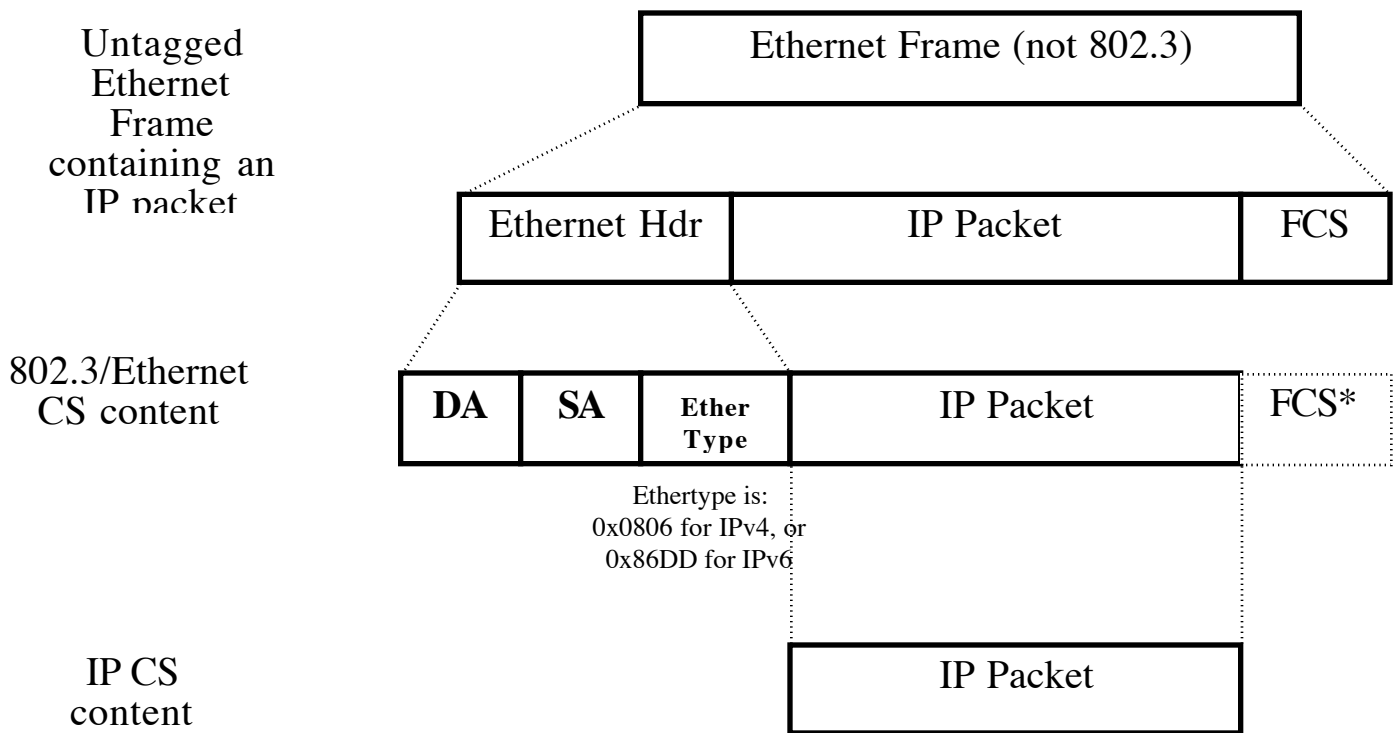 Untagged
Ethernet
Frame
containing an
IP packet
Ethernet Frame (not 802.3)
Ethernet Hdr
IP Packet
FCS
802.3/Ethernet
CS content
DA
SA
Ether
Type
IP Packet
FCS*
Ethertype is:
0x0806 for IPv4, or
0x86DD for IPv6
IP CS
content
IP Packet